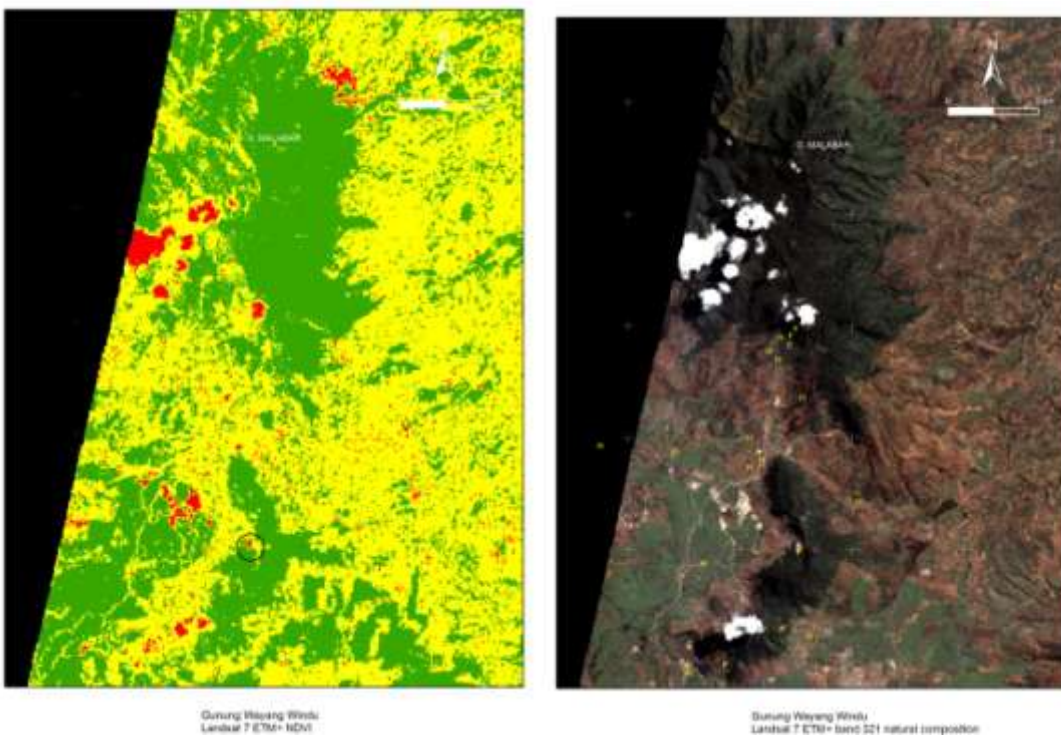 G. MALABAR
N
G. MALABAR
Gunung Wayang Windu
Landsat 7 ETM+ NDVI
Gunung Wayang Windu
Landsat 7 ETM+ band 321 natural composition